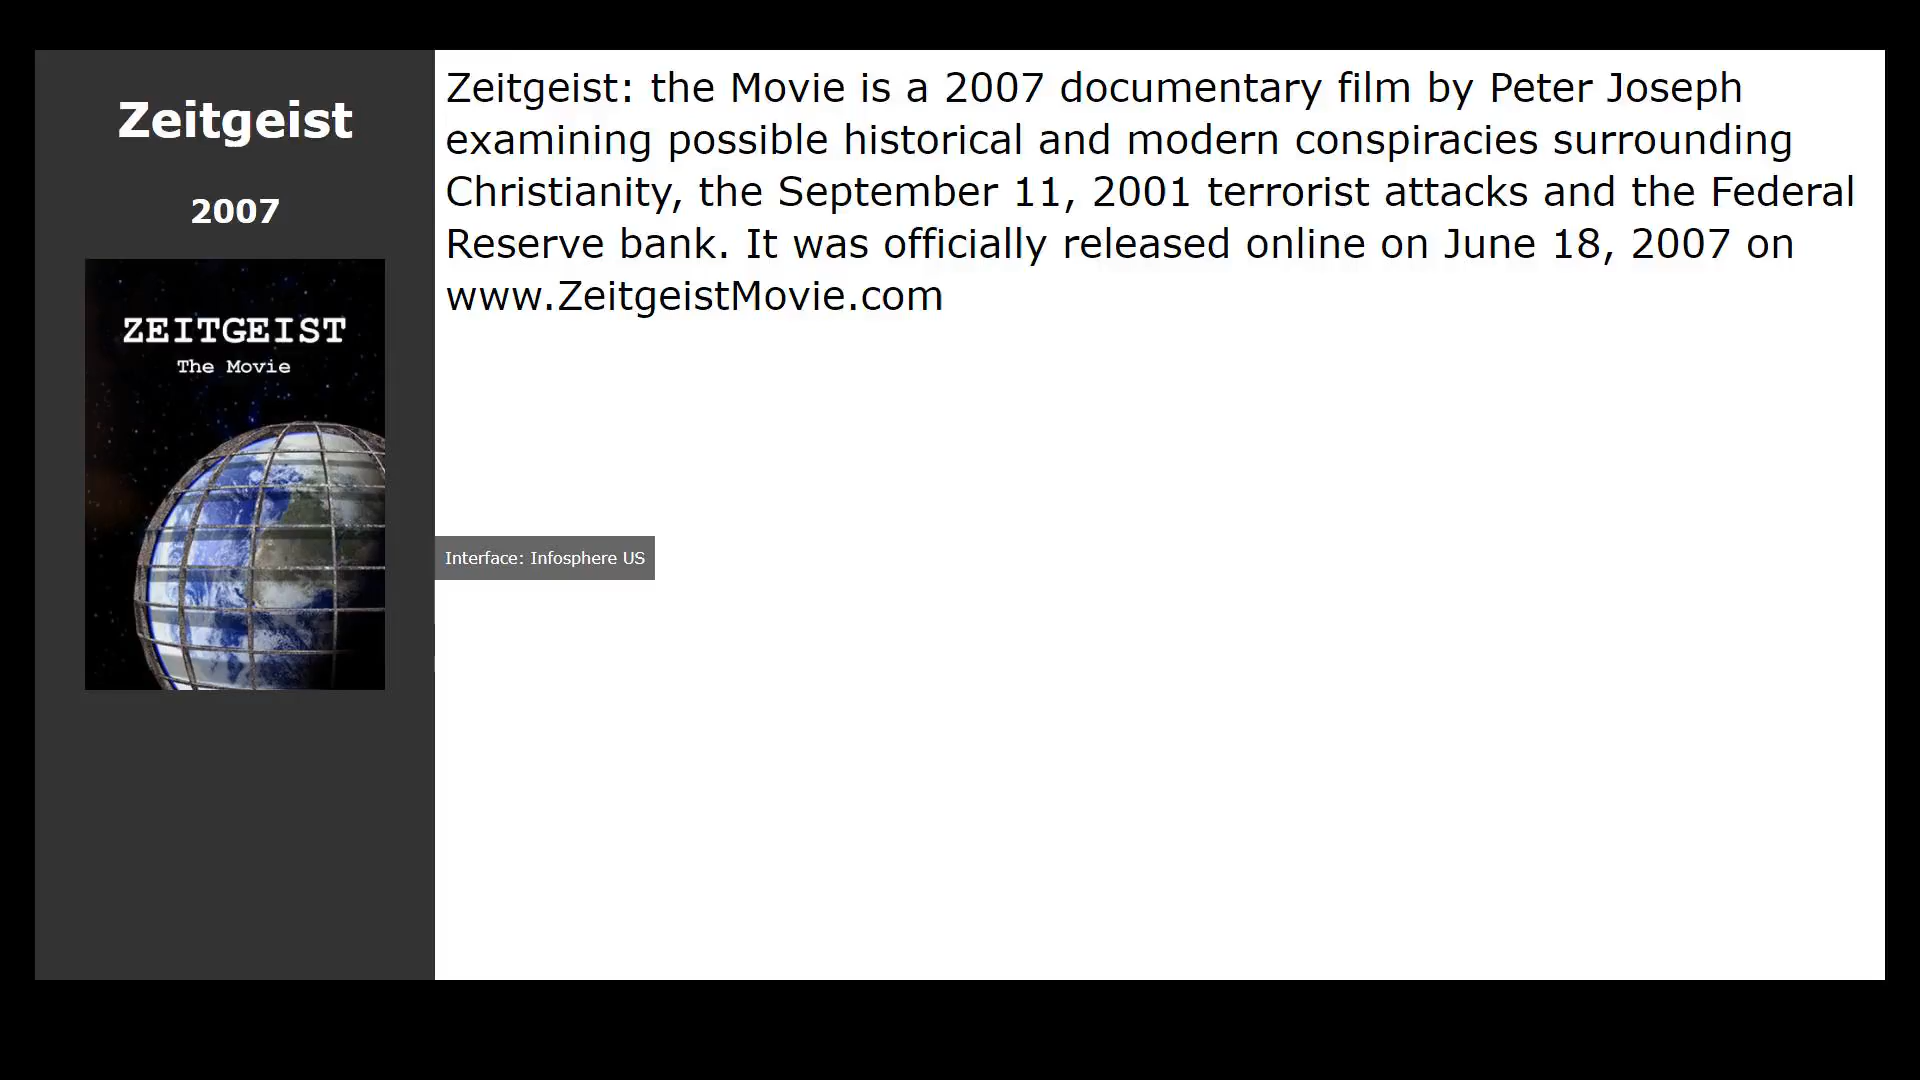 Zeitgeist
2007
ZEITGEIST
The Movie
Zeitgeist: the Movie is a 2007 documentary film by Peter Joseph
examining possible historical and modern conspiracies surrounding
Christianity, the September 11, 2001 terrorist attacks and the Federal
Reserve bank. It was officially released online on June 18, 2007 on
www.ZeitgeistMovie.com
Interface: Infosphere US